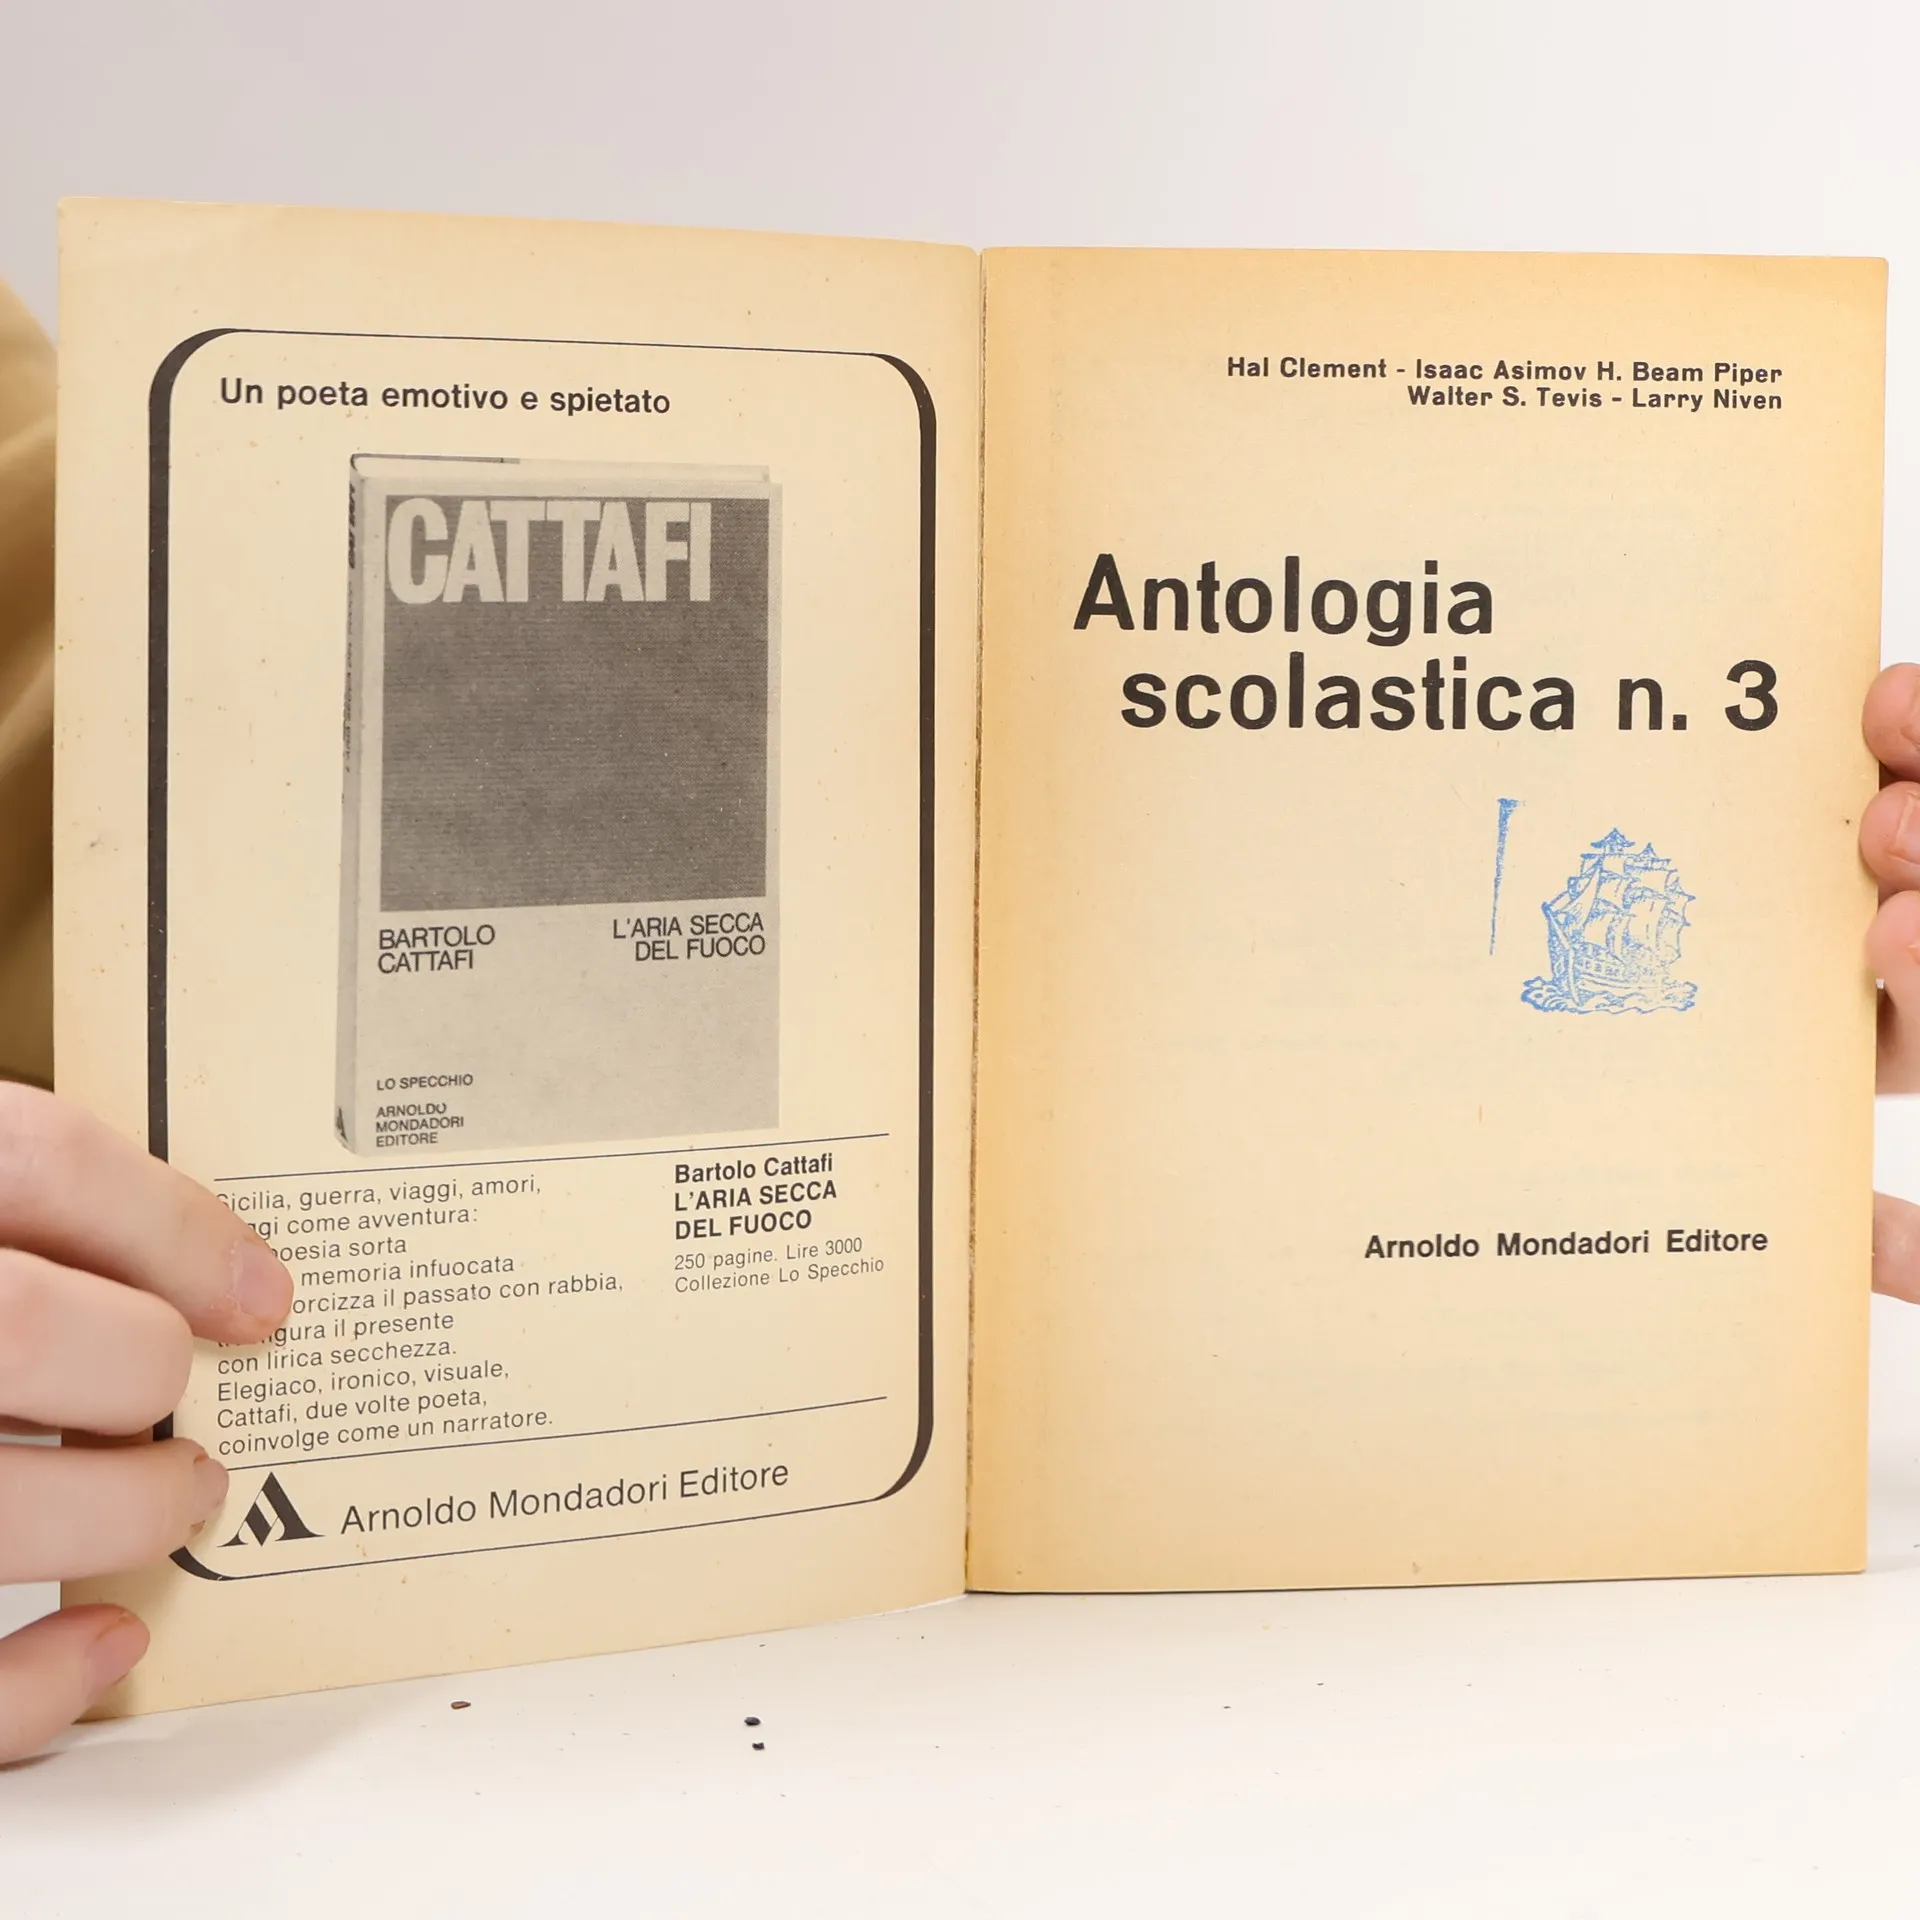 Un poeta emotivo e spietato
CATTAFI
BARTOLO
CATTAFI
L'ARIA SECCA
DEL FUOCO
LO SPECCHIO
ARNOLDO
MONDADORI
EDITORE
Sicilia, guerra, viaggi, amori,
come avventura:
poesia sorta
memoria infuocata
il passato con rabbia,
il presente
con lirica secchezza.
Elegiaco, ironico, visuale,
Cattafi, due volte poeta,
coinvolge come un narratore.
Bartolo Cattafi
L'ARIA SECCA
DEL FUOCO
250 pagine. Lire 3000
Collezione Lo Specchio
Arnoldo Mondadori Editore
Hal Clement - Isaac Asimov H. Beam Piper
Walter S. Tevis - Larry Niven
Antologia
scolastica n. 3
Arnoldo Mondadori Editore